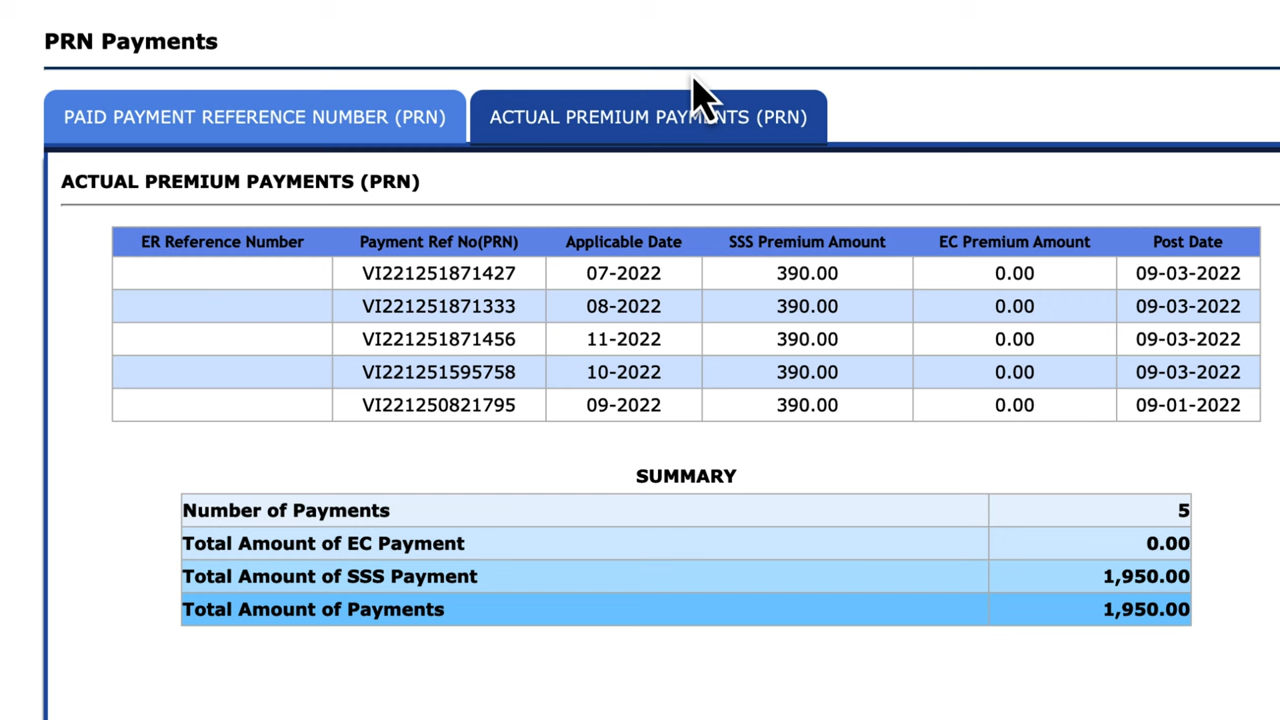 PRN Payments
PAID PAYMENT REFERENCE NUMBER (PRN) ACTUAL PREMIUM PAYMENTS (PRN)
ACTUAL PREMIUM PAYMENTS (PRN)
ER Reference Number Payment Ref No(PRN) Applicable Date SSS Premium Amount EC Premium Amount Post Date
VI221251871427 07-2022 390.00 0.00 09-03-2022
VI221251871333 08-2022 390.00 0.00 09-03-2022
VI221251871456 11-2022 390.00 0.00 09-03-2022
VI221251595758 10-2022 390.00 0.00 09-03-2022
VI221250821795 09-2022 390.00 0.00 09-01-2022
SUMMARY
Number of Payments 5
Total Amount of EC Payment 0.00
Total Amount of SSS Payment 1,950.00
Total Amount of Payments 1,950.00